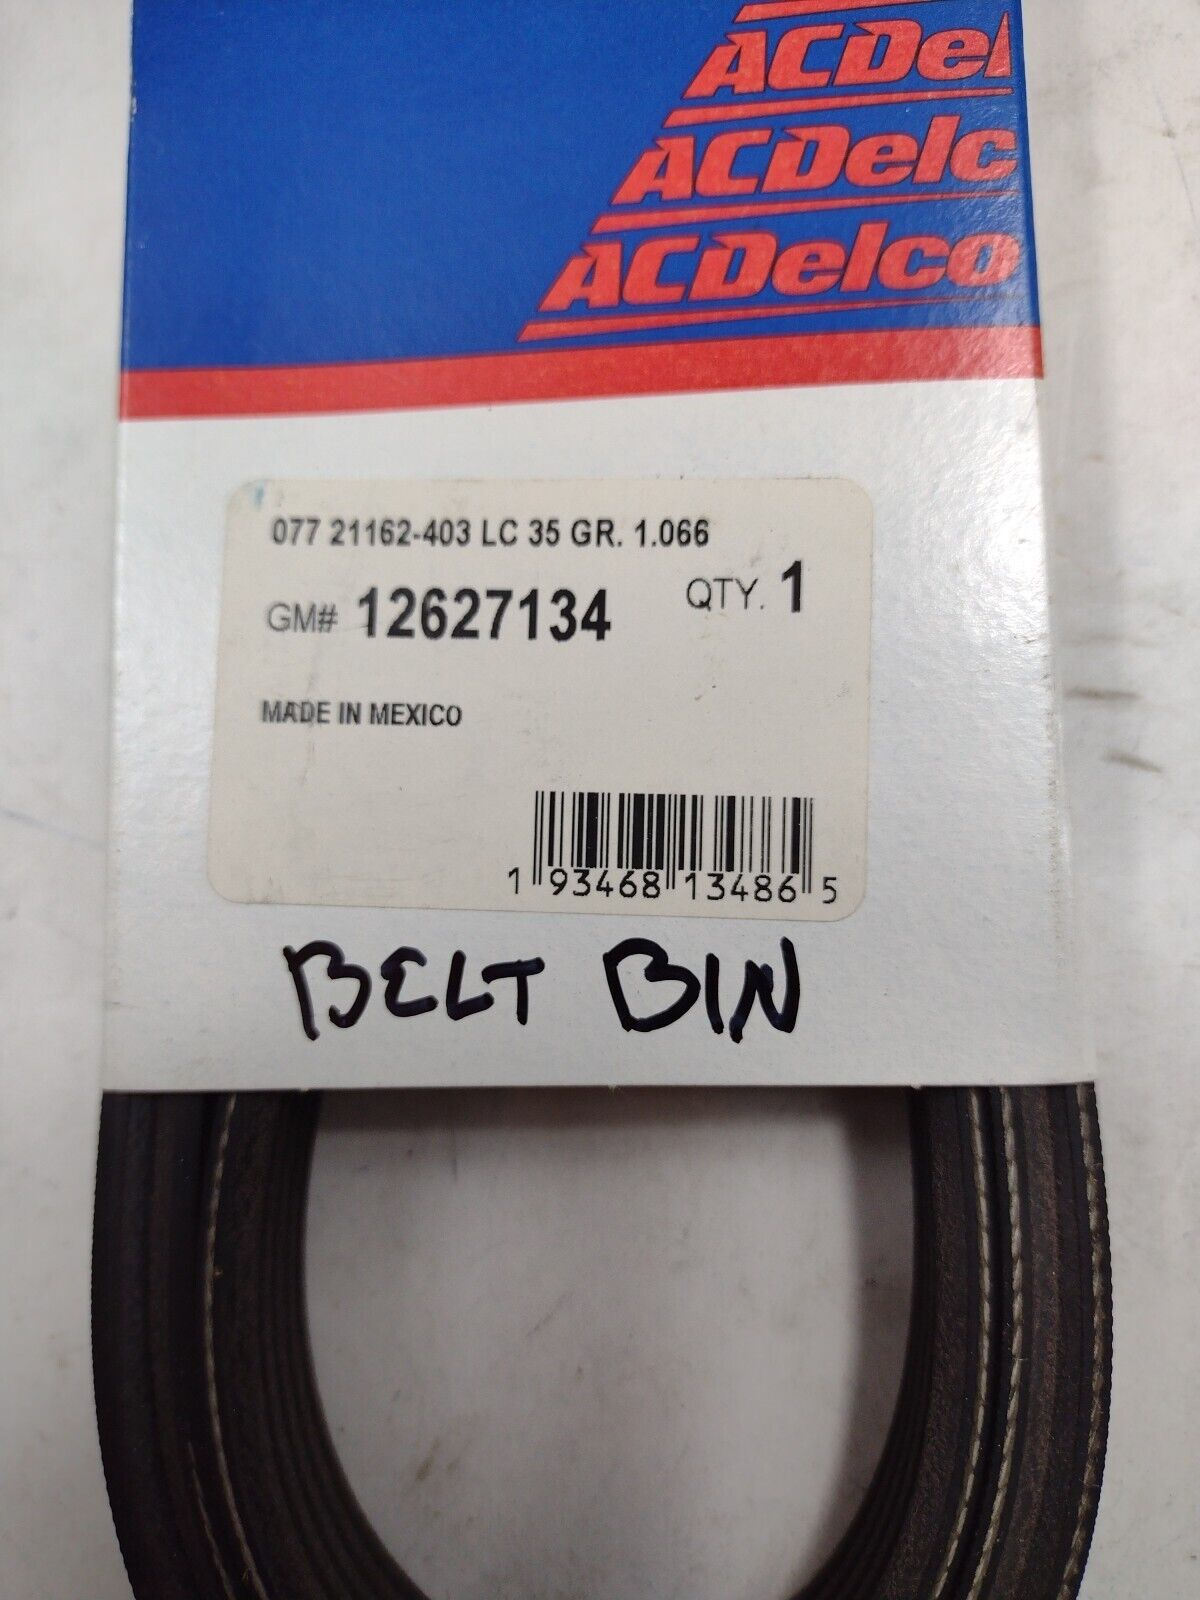 ACDel
ACDelc
ACDelco
077 21162-403 LC 35 GR. 1.066
GM# 12627134 QTY. 1
MADE IN MEXICO
1 93468 13486 5
BELT BIN